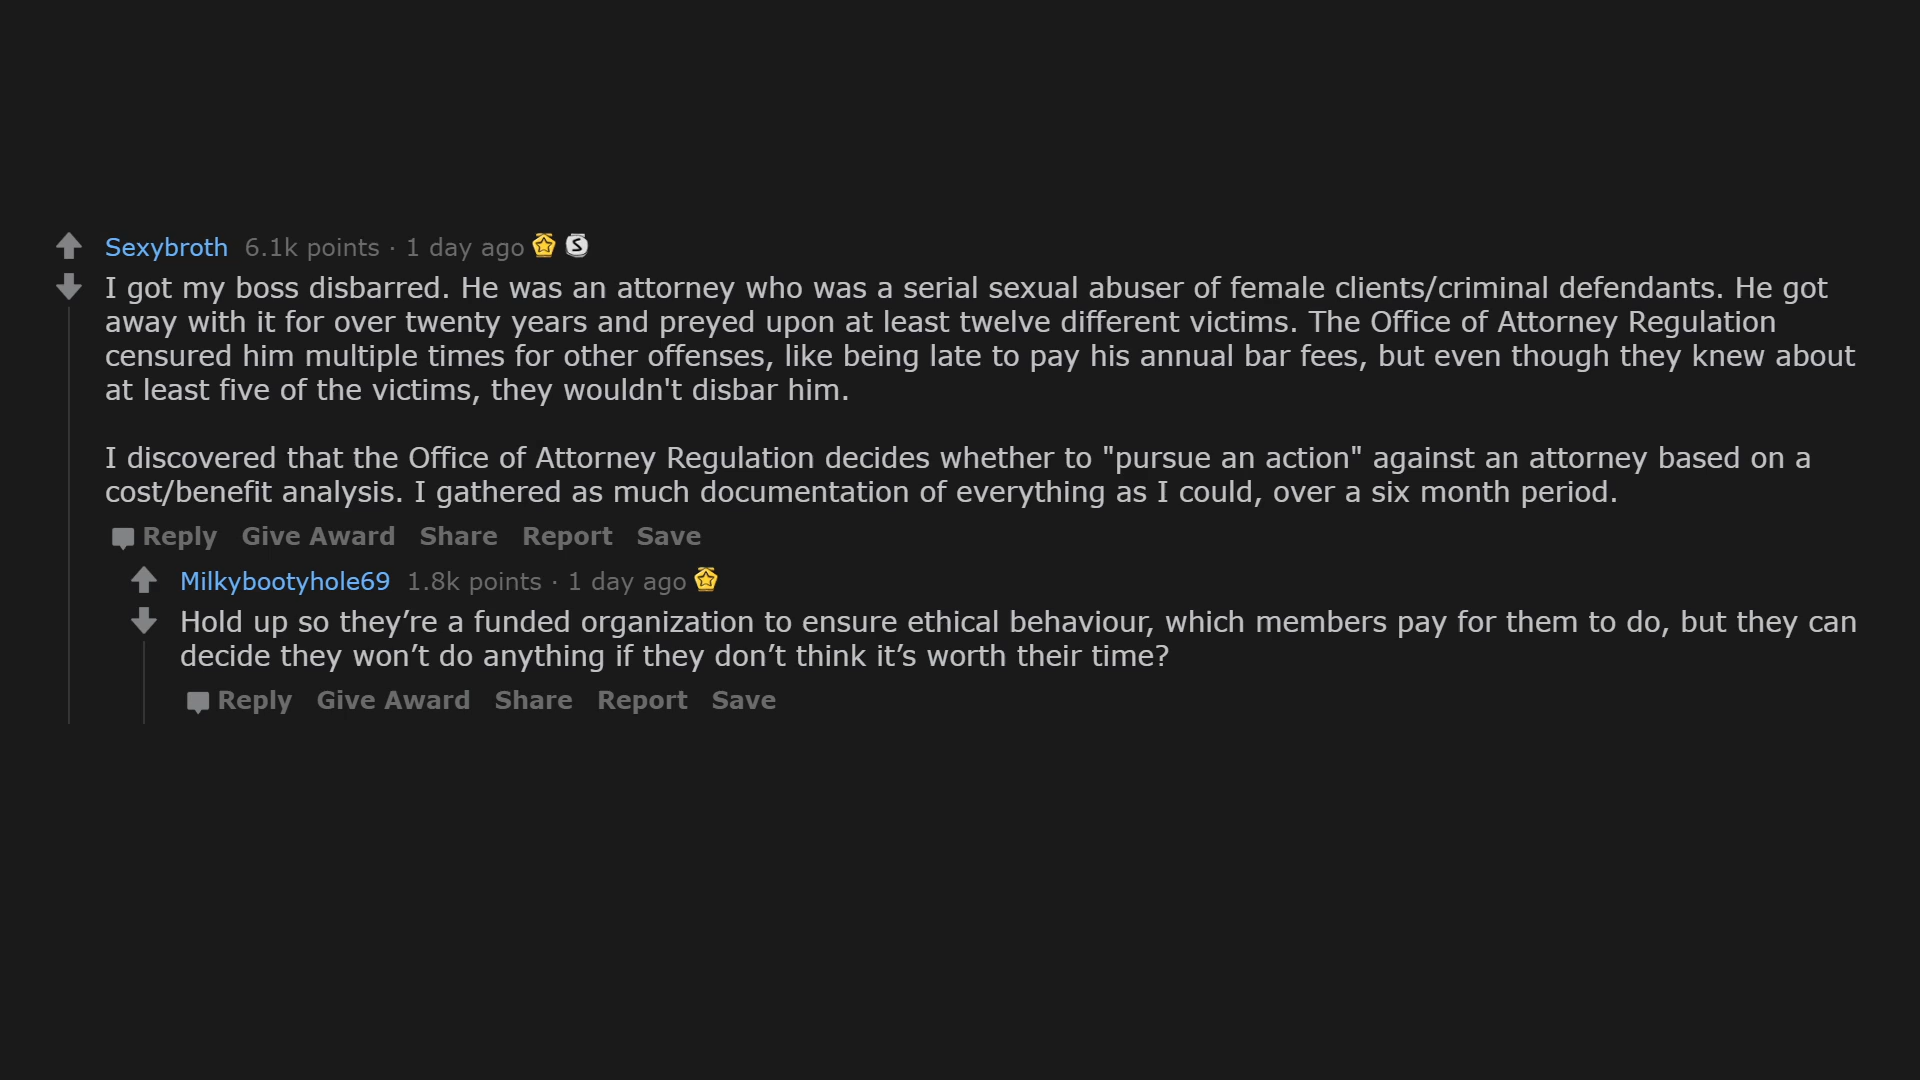 Sexybroth 6.1k points · 1 day ago
I got my boss disbarred. He was an attorney who was a serial sexual abuser of female clients/criminal defendants. He got
away with it for over twenty years and preyed upon at least twelve different victims. The Office of Attorney Regulation
censured him multiple times for other offenses, like being late to pay his annual bar fees, but even though they knew about
at least five of the victims, they wouldn't disbar him.
I discovered that the Office of Attorney Regulation decides whether to "pursue an action" against an attorney based on a
cost/benefit analysis. I gathered as much documentation of everything as I could, over a six month period.
Reply Give Award Share Report Save
Milkybootyhole69 1.8k points · 1 day ago
Hold up so they’re a funded organization to ensure ethical behaviour, which members pay for them to do, but they can
decide they won’t do anything if they don’t think it’s worth their time?
Reply Give Award Share Report Save